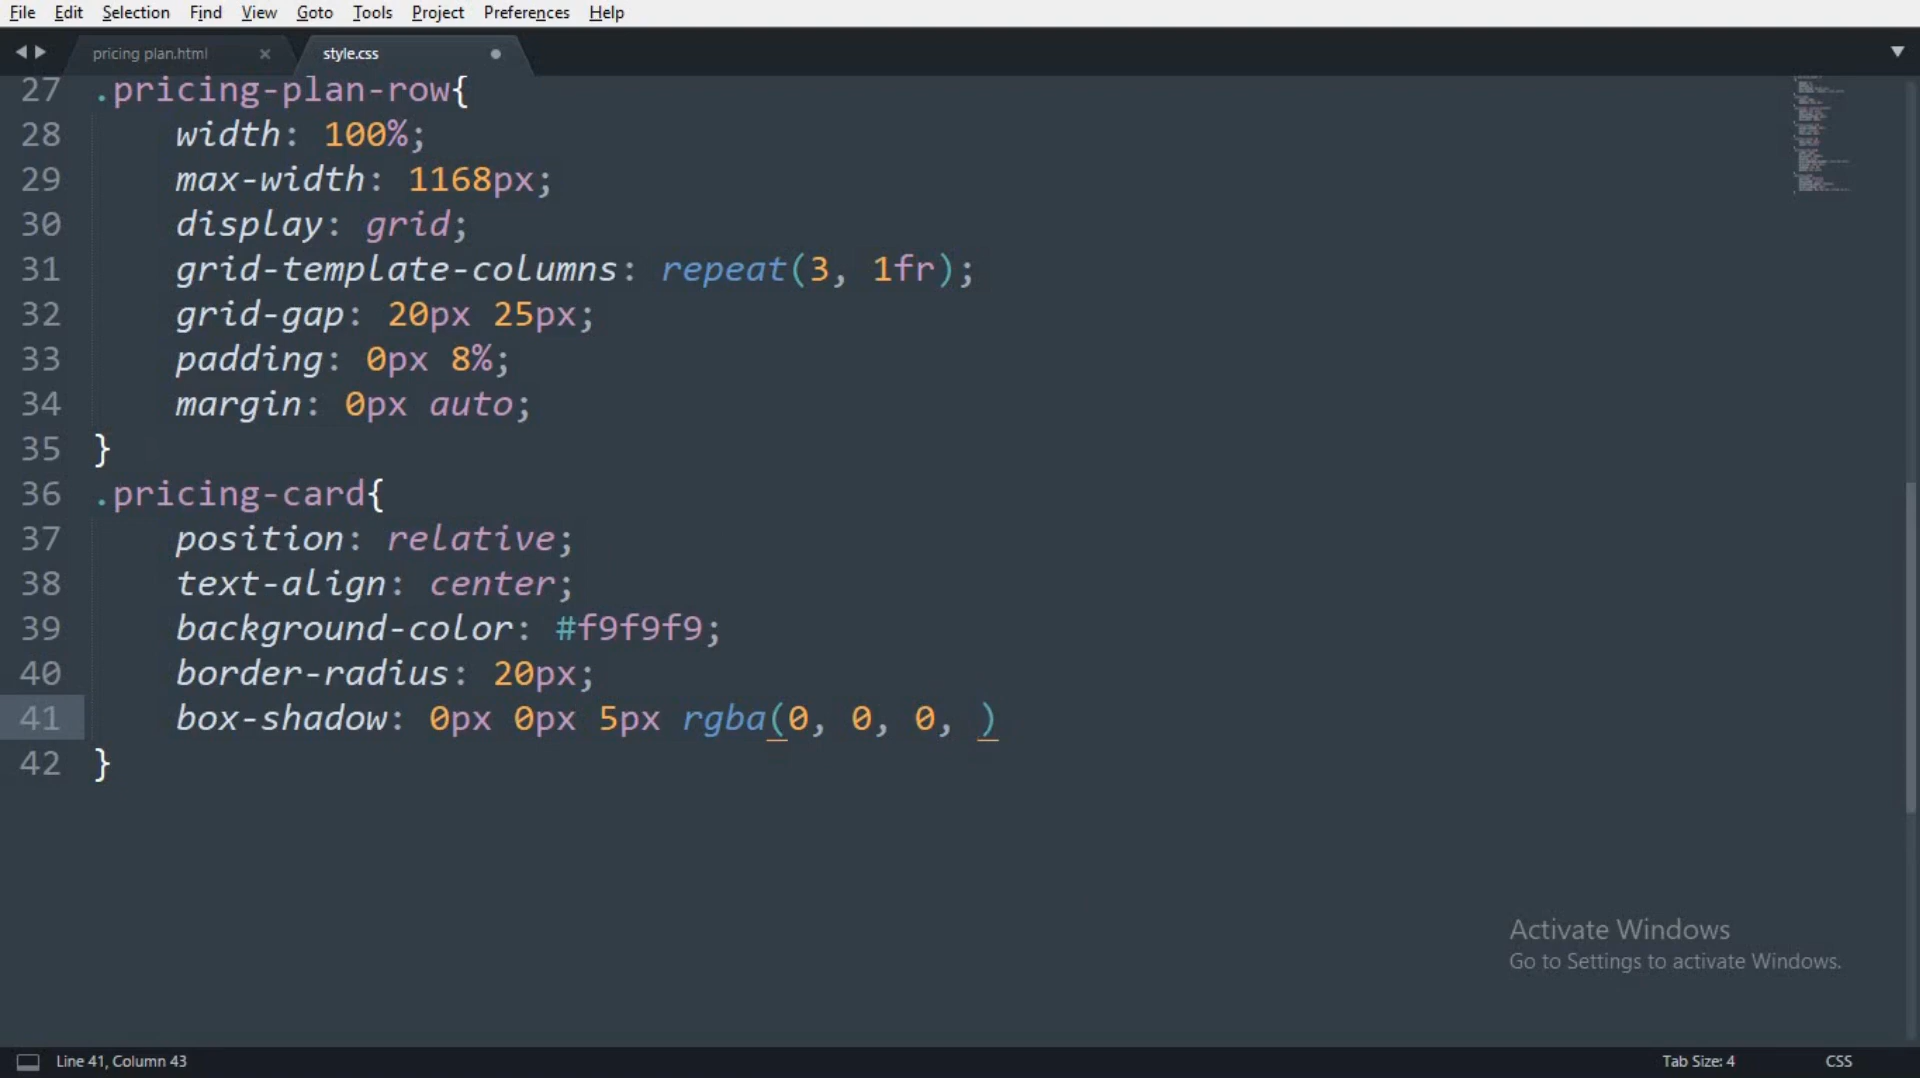 File Edit Selection Find View Goto Tools Project Preferences Help
pricing plan.html × style.css
27 .pricing-plan-row{
28 width: 100%;
29 max-width: 1168px;
30 display: grid;
31 grid-template-columns: repeat(3, 1fr);
32 grid-gap: 20px 25px;
33 padding: 0px 8%;
34 margin: 0px auto;
35 }
36 .pricing-card{
37 position: relative;
38 text-align: center;
39 background-color: #f9f9f9;
40 border-radius: 20px;
41 box-shadow: 0px 0px 5px rgba(0, 0, 0, )
42 }
Activate Windows
Go to Settings to activate Windows.
Line 41, Column 43 Tab Size: 4 CSS